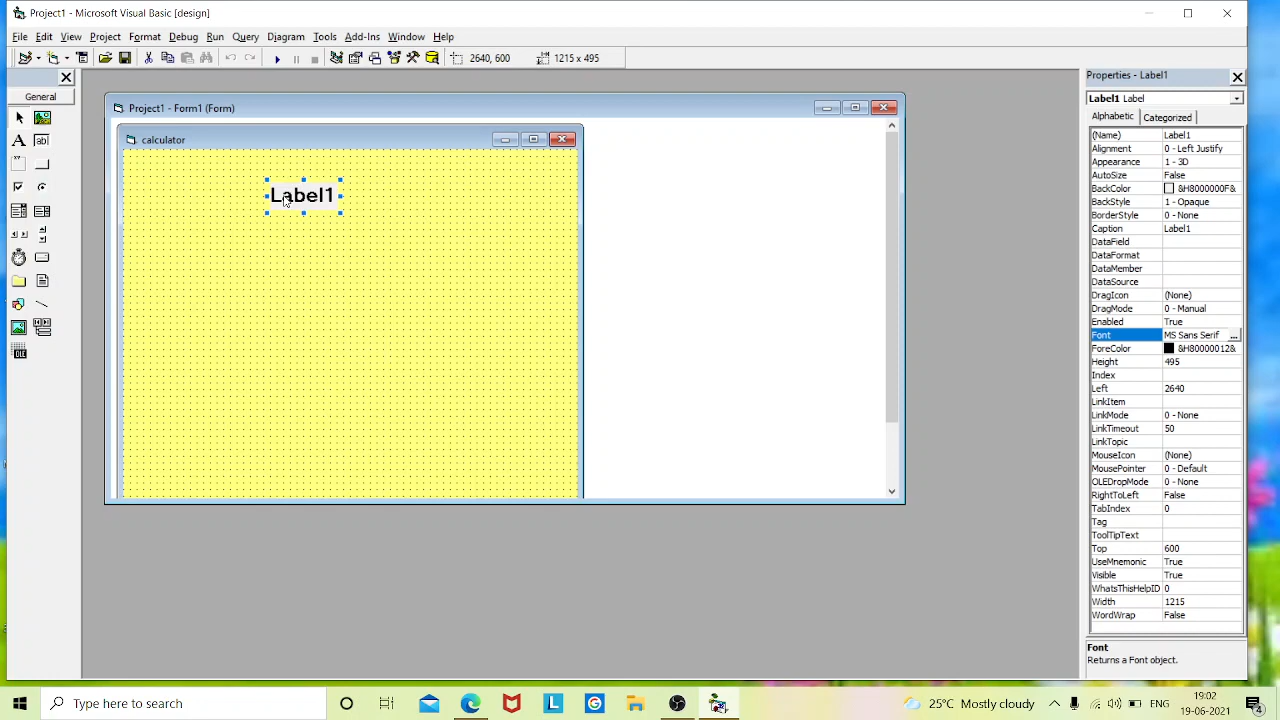 Project1 - Microsoft Visual Basic [design]
File Edit View Project Format Debug Run Query Diagram Tools Add-Ins Window Help
2640, 600 1215 x 495
General
Project1 - Form1 (Form)
calculator
Label1
Properties - Label1
Label1 Label
Alphabetic Categorized
(Name) Label1
Alignment 0 - Left Justify
Appearance 1 - 3D
AutoSize False
BackColor &H8000000F&
BackStyle 1 - Opaque
BorderStyle 0 - None
Caption Label1
DataField
DataFormat
DataMember
DataSource
DragIcon (None)
DragMode 0 - Manual
Enabled True
Font MS Sans Serif ...
ForeColor &H80000012&
Height 495
Index
Left 2640
LinkItem
LinkMode 0 - None
LinkTimeout 50
LinkTopic
MouseIcon (None)
MousePointer 0 - Default
OLEDropMode 0 - None
RightToLeft False
TabIndex 0
Tag
ToolTipText
Top 600
UseMnemonic True
Visible True
WhatsThisHelpID 0
Width 1215
WordWrap False
Font
Returns a Font object.
Type here to search
25°C Mostly cloudy
ENG
19:02
19-06-2021
4